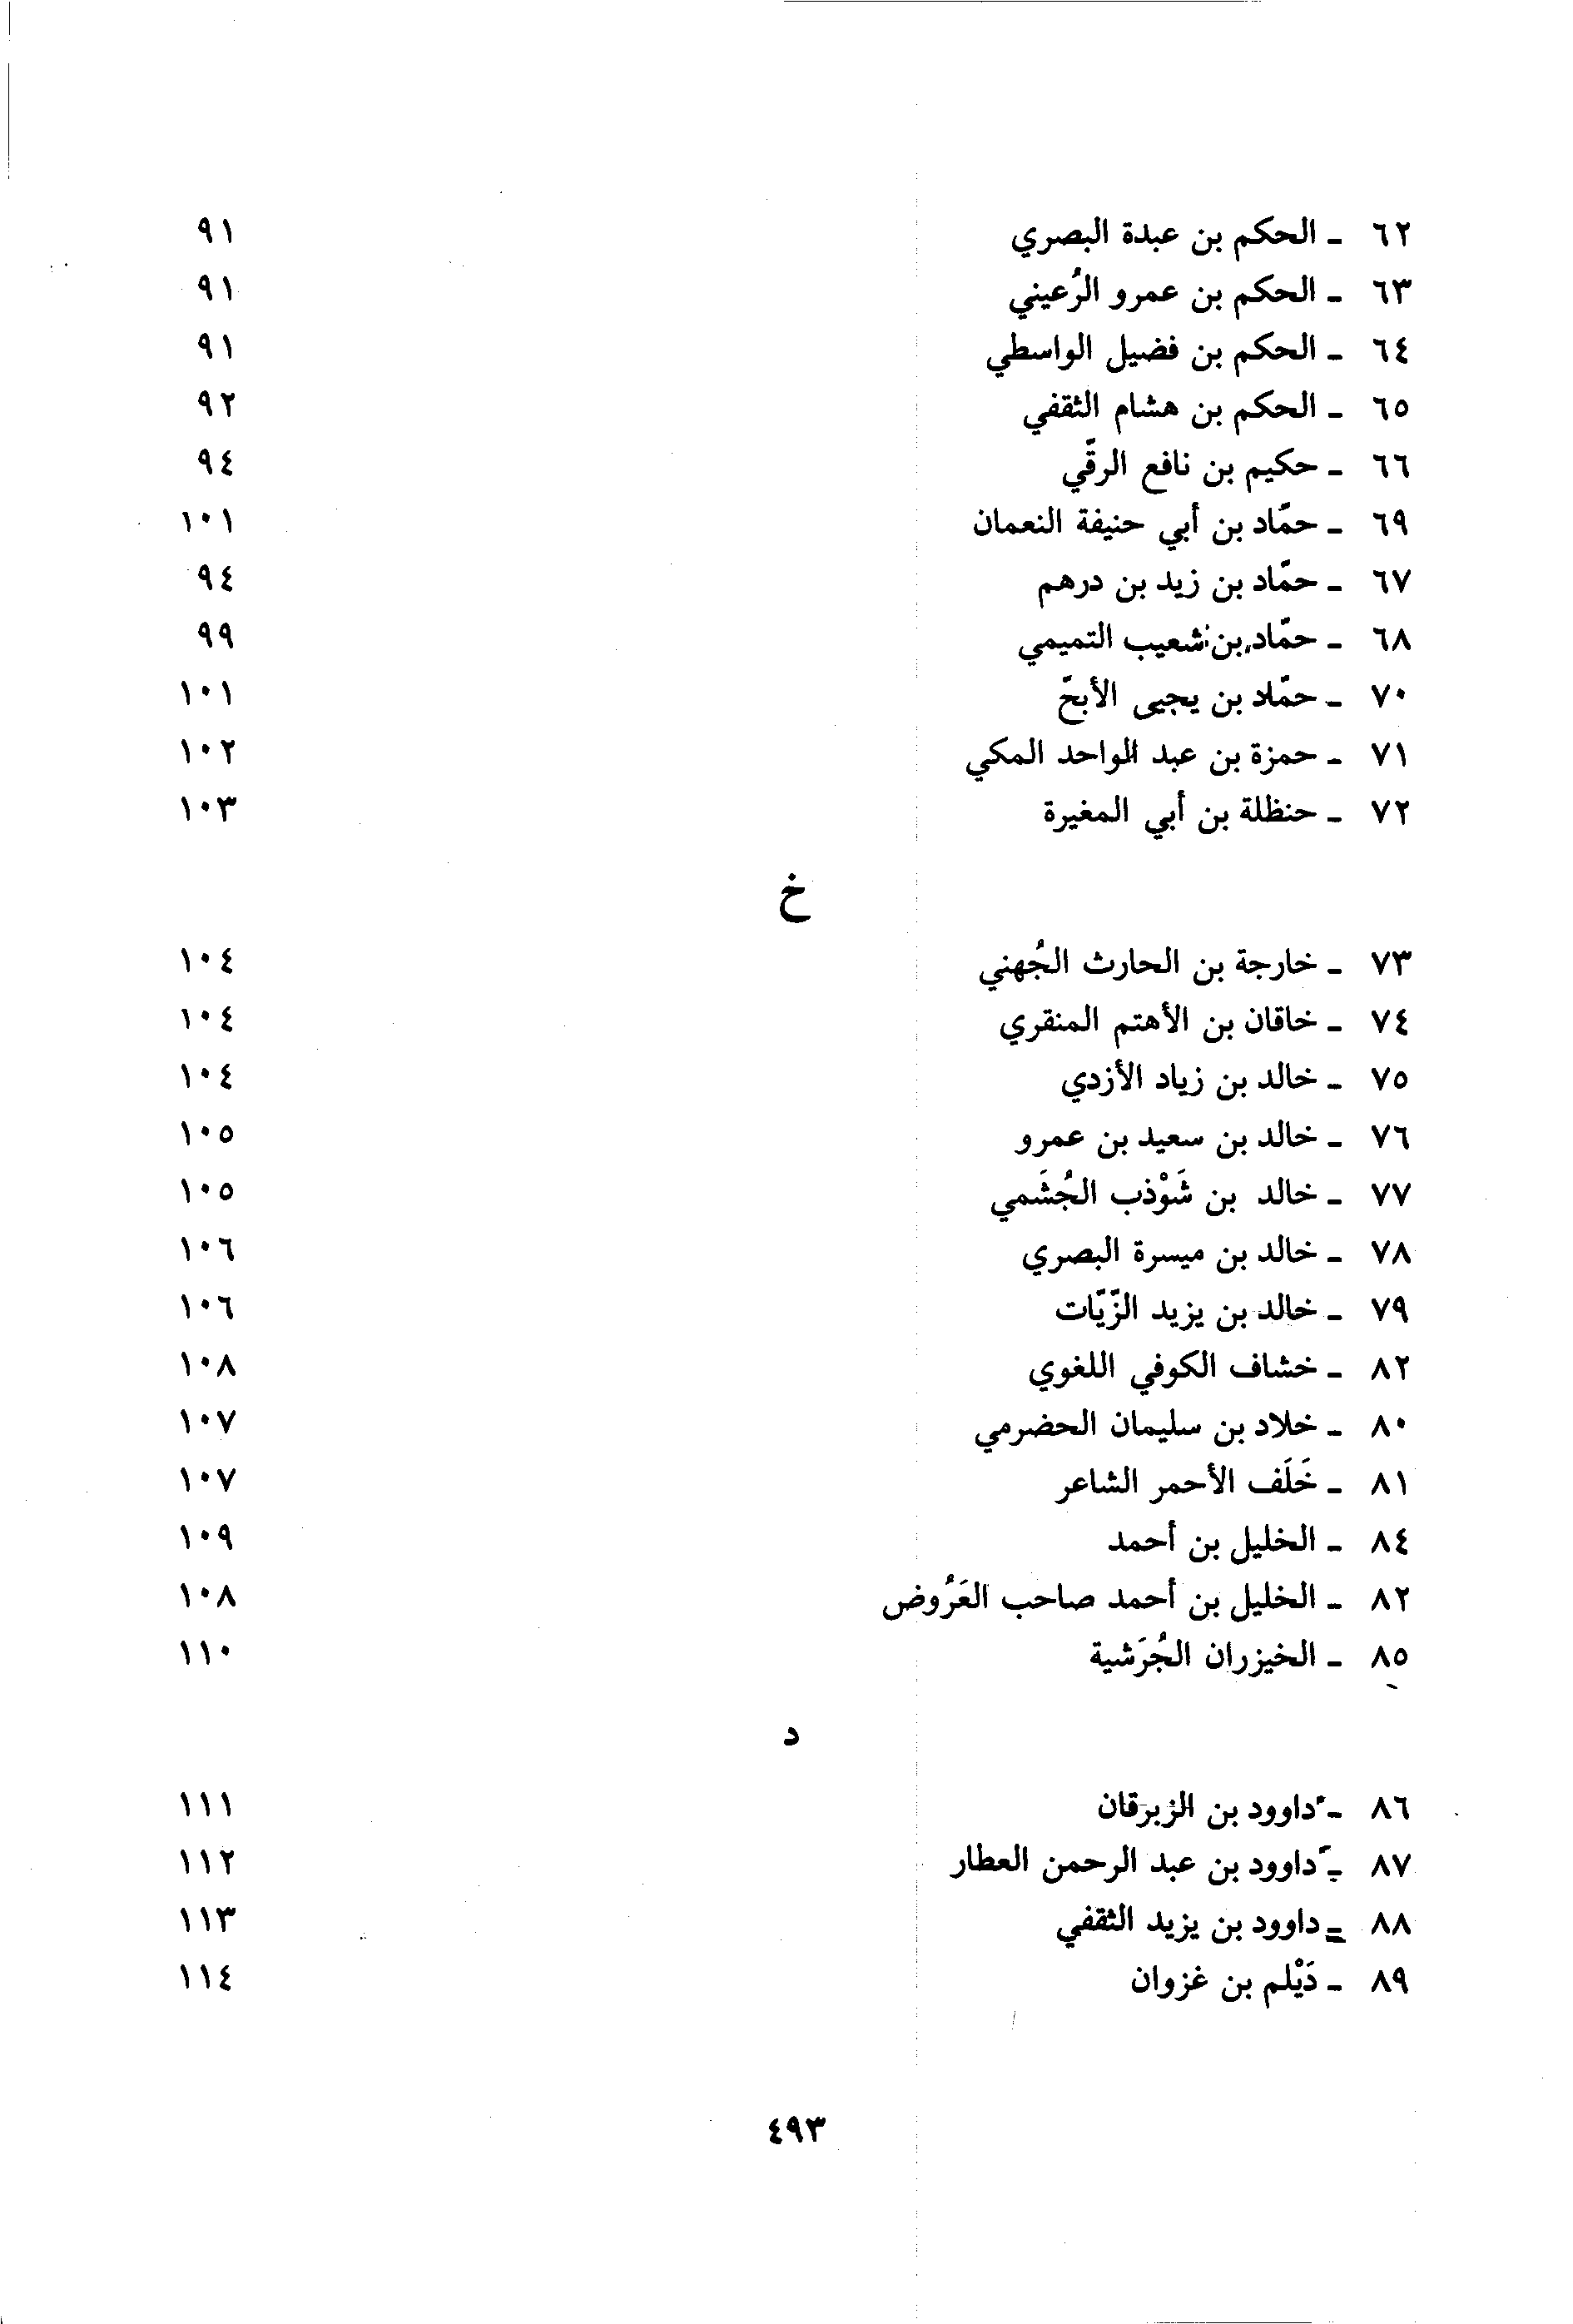 ٦٢ - الحكم بن عبدة البصري ٩١
٦٣ - الحكم بن عمرو الرُعيني ٩١
٦٤ - الحكم بن فضيل الواسطي ٩١
٦٥ - الحكم بن هشام الثقفي ٩٢
٦٦ - حكيم بن نافع الرقّي ٩٤
٦٩ - حمّاد بن أبي حنيفة النعمان ١٠١
٦٧ - حمّاد بن زيد بن درهم ٩٤
٦٨ - حمّاد بن شعيب التميمي ٩٩
٧٠ - حمّاد بن يحيى الأبحّ ١٠١
٧١ - حمزة بن عبد الواحد المكي ١٠٢
٧٢ - حنظلة بن أبي المغيرة ١٠٣
خ
٧٣ - خارجة بن الحارث الجُهني ١٠٤
٧٤ - خاقان بن الأهتم المنقري ١٠٤
٧٥ - خالد بن زياد الأزدي ١٠٤
٧٦ - خالد بن سعيد بن عمرو ١٠٥
٧٧ - خالد بن شَوْذب الجُشَمي ١٠٥
٧٨ - خالد بن ميسرة البصري ١٠٦
٧٩ - خالد بن يزيد الزّيّات ١٠٦
٨٢ - خشاف الكوفي اللغوي ١٠٨
٨٠ - خلاد بن سليمان الحضرمي ١٠٧
٨١ - خَلَف الأحمر الشاعر ١٠٧
٨٤ - الخليل بن أحمد ١٠٩
٨٢ - الخليل بن أحمد صاحب العَرُوض ١٠٨
٨٥ - الخيزران الجُرَشية ١١٠
د
٨٦ - داوود بن الزبرقان ١١١
٨٧ - داوود بن عبد الرحمن العطار ١١٢
٨٨ - داوود بن يزيد الثقفي ١١٣
٨٩ - دَيْلم بن غزوان ١١٤
٤٩٣